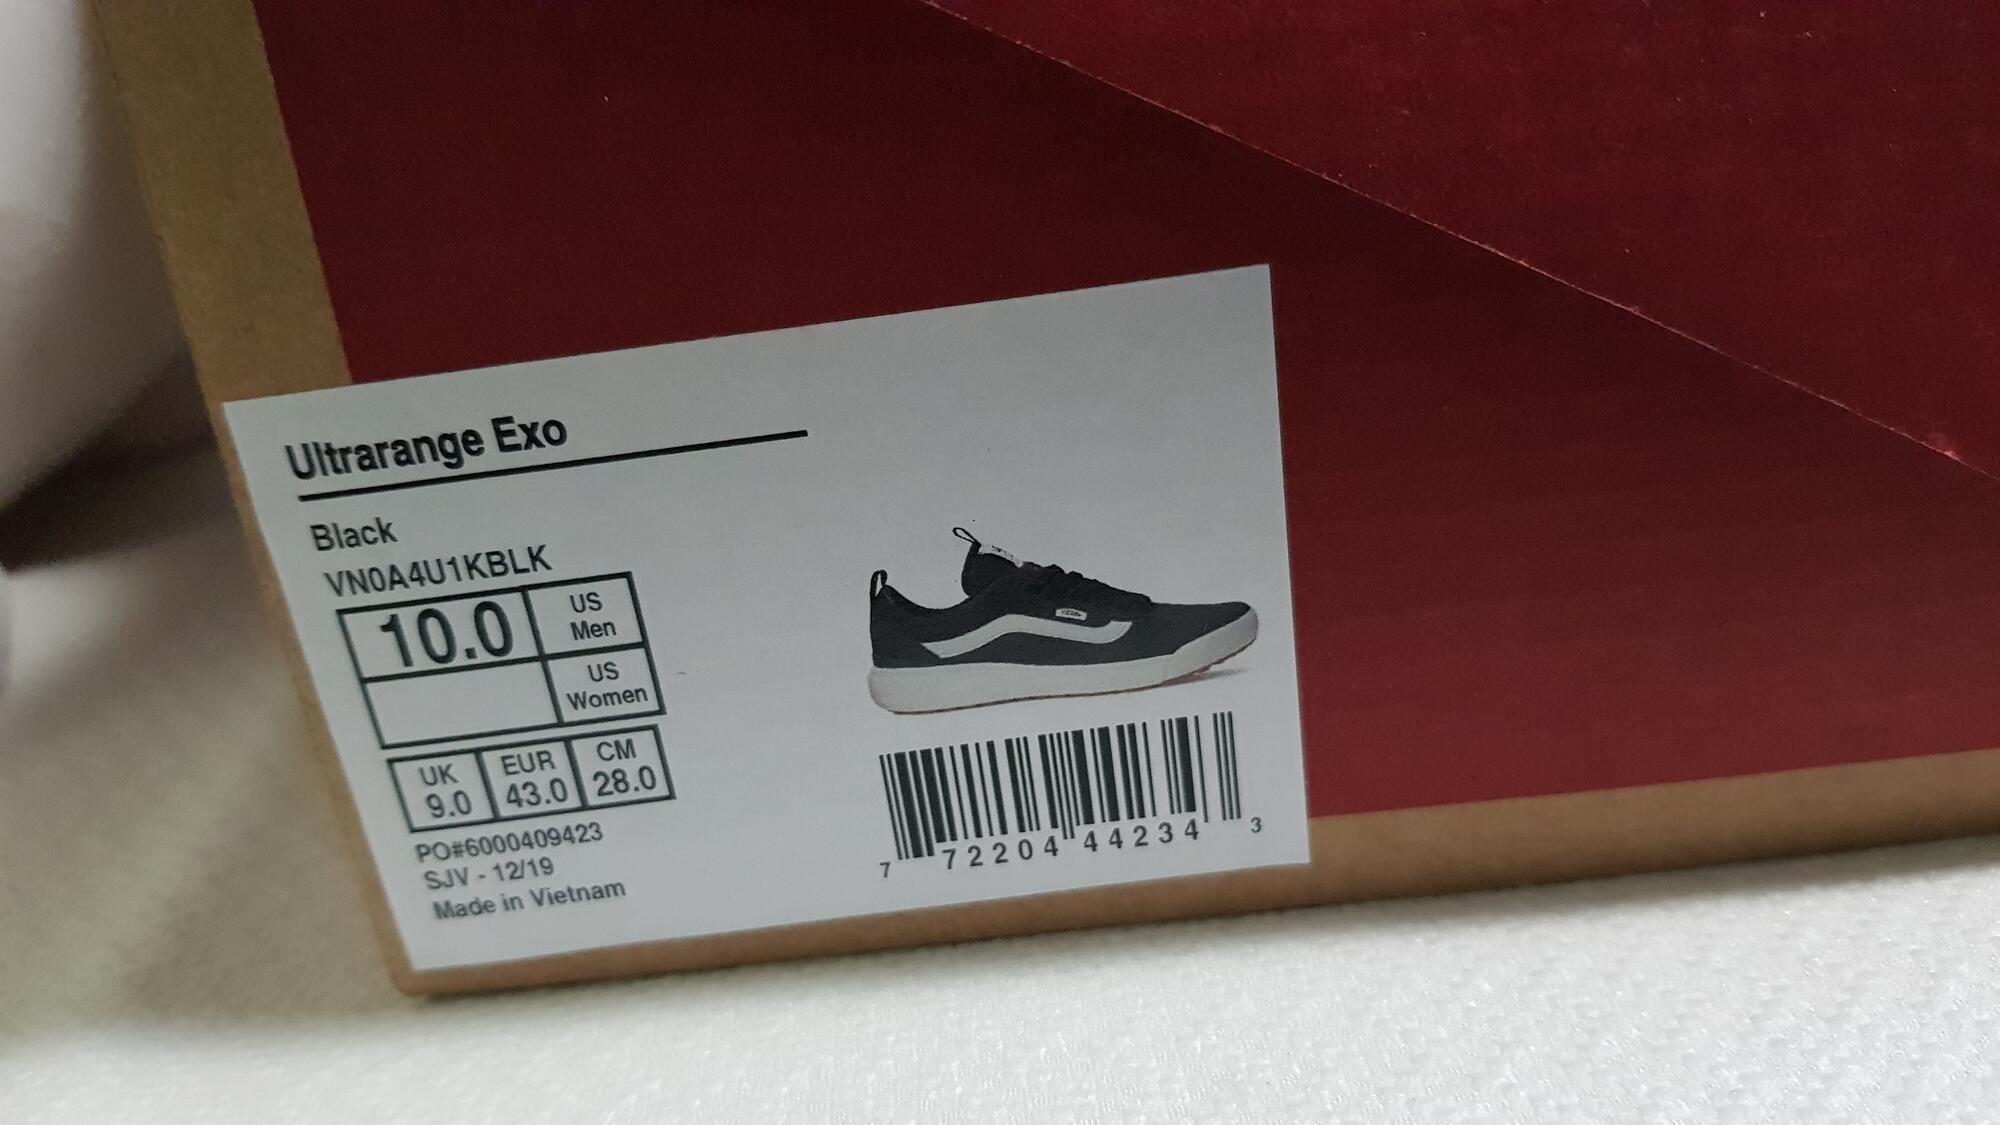 Ultrarange Exo
Black
VN0A4U1KBLK
10.0 US Men
US Women
UK EUR CM
9.0 43.0 28.0
PO#6000409423
SJV - 12/19
Made in Vietnam
7 72204 44234 3